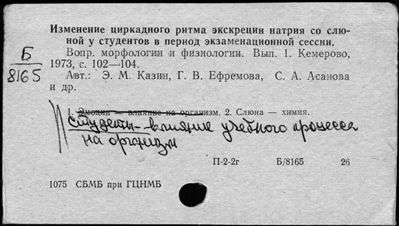 Изменение циркадного ритма экскреции натрия со слю-
ной у студентов в период экзаменационной сессии.
Б
8165
Вопр. морфологии и физиологии. Вып. 1. Кемерово,
1973, с. 102—104.
Авт.: Э. М. Казин, Г. В. Ефремова, С. А. Асанова
и др.
1. Эмоции — влияние на организм. 2. Слюна — химия.
студенты - влияние учебного процесса
на организм
П-2-2г Б/8165 26
1075 СБМБ при ГЦНМБ